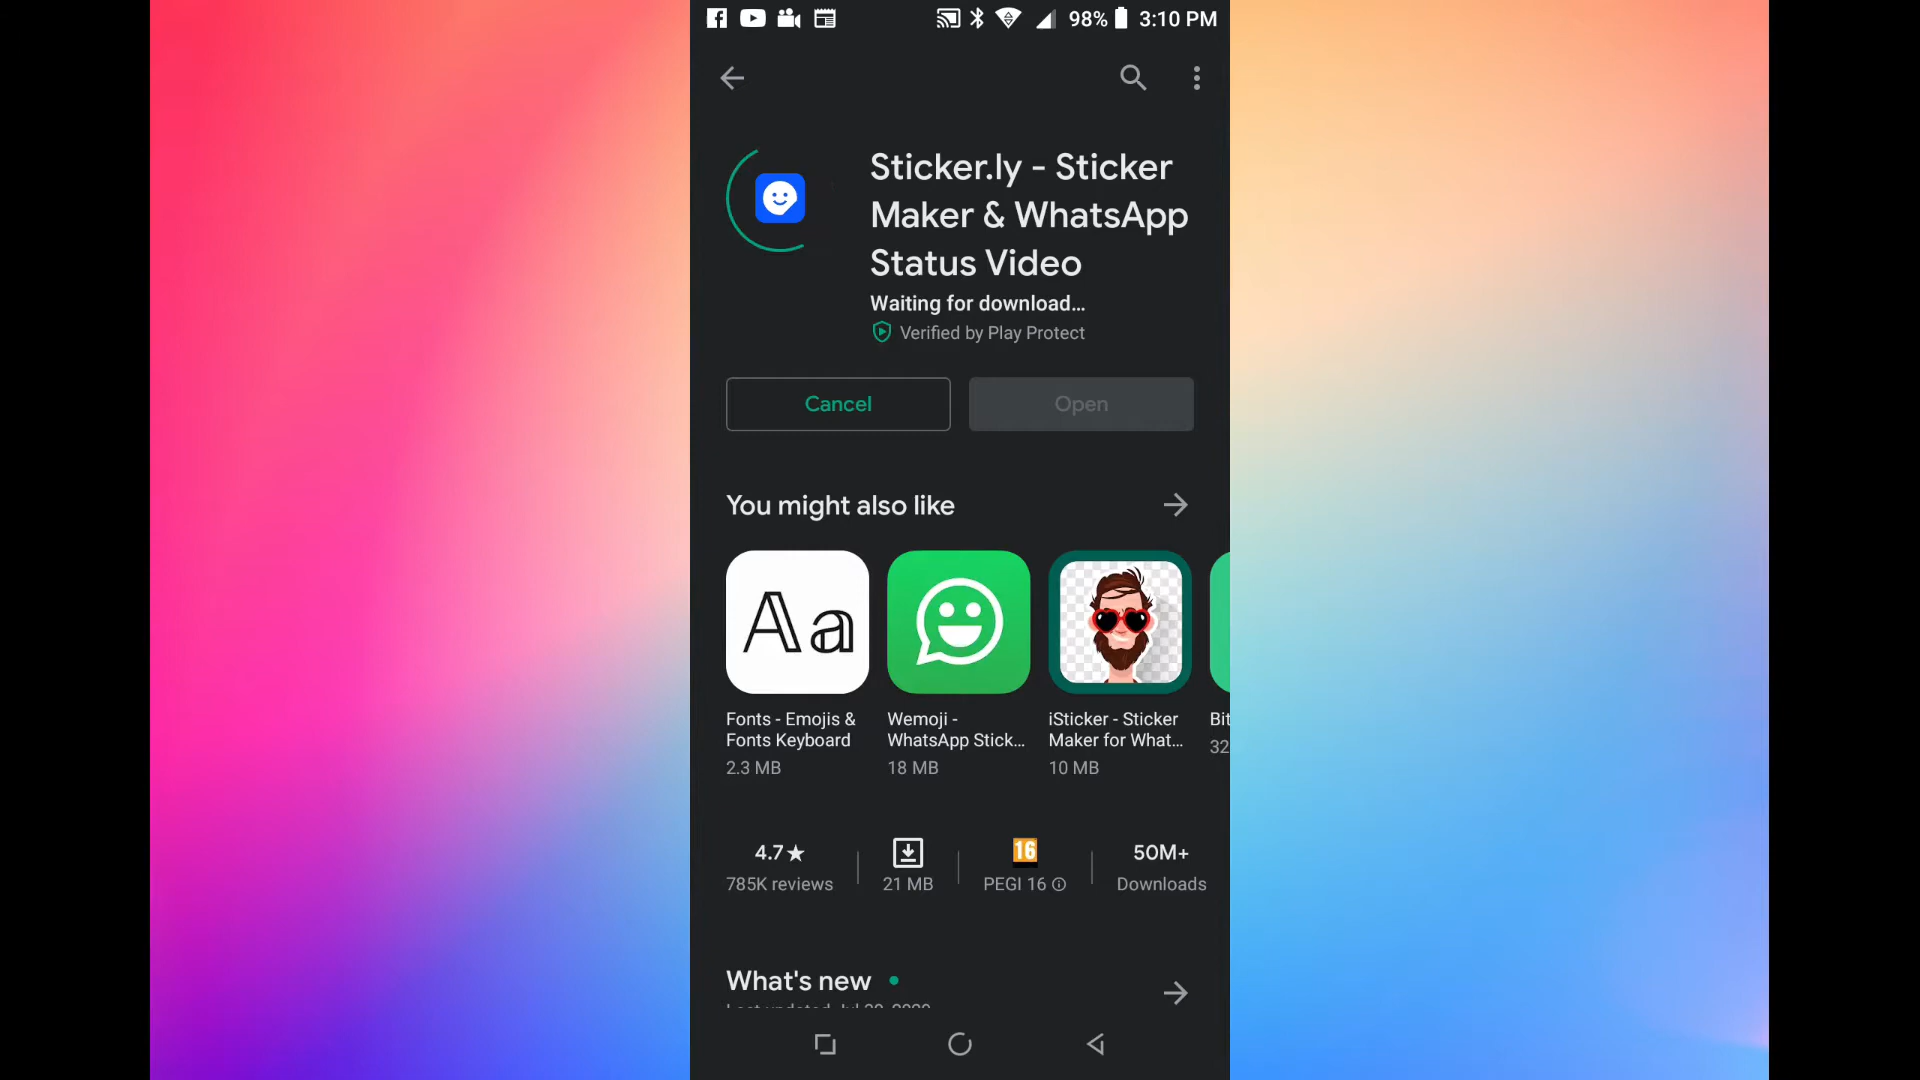 98% 3:10 PM
Sticker.ly - Sticker
Maker & WhatsApp
Status Video
Waiting for download...
Verified by Play Protect
Cancel
Open
You might also like
Aa
Fonts - Emojis &
Fonts Keyboard
2.3 MB
Wemoji -
WhatsApp Stick...
18 MB
iSticker - Sticker
Maker for What...
10 MB
Bit
32
4.7★
785K reviews
21 MB
16
PEGI 16
50M+
Downloads
What's new
Last updated